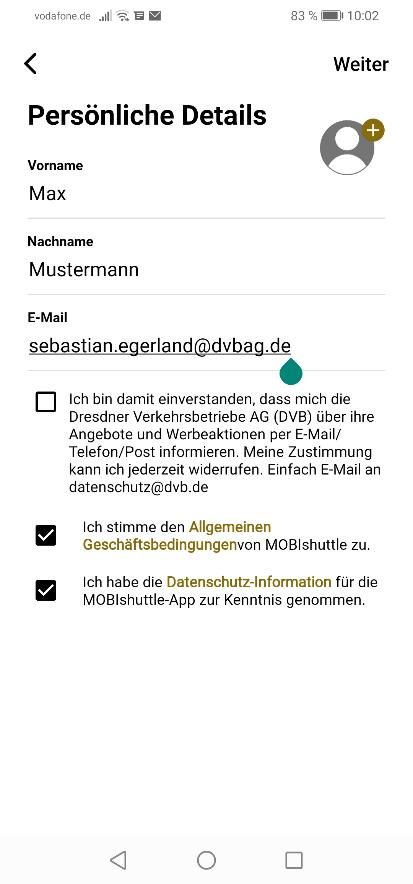 vodafone.de 83 % 10:02
Weiter
Persönliche Details
Vorname
Max
Nachname
Mustermann
E-Mail
sebastian.egerland@dvbag.de
Ich bin damit einverstanden, dass mich die
Dresdner Verkehrsbetriebe AG (DVB) über ihre
Angebote und Werbeaktionen per E-Mail/
Telefon/Post informieren. Meine Zustimmung
kann ich jederzeit widerrufen. Einfach E-Mail an
datenschutz@dvb.de
Ich stimme den Allgemeinen
Geschäftsbedingungenvon MOBIshuttle zu.
Ich habe die Datenschutz-Information für die
MOBIshuttle-App zur Kenntnis genommen.